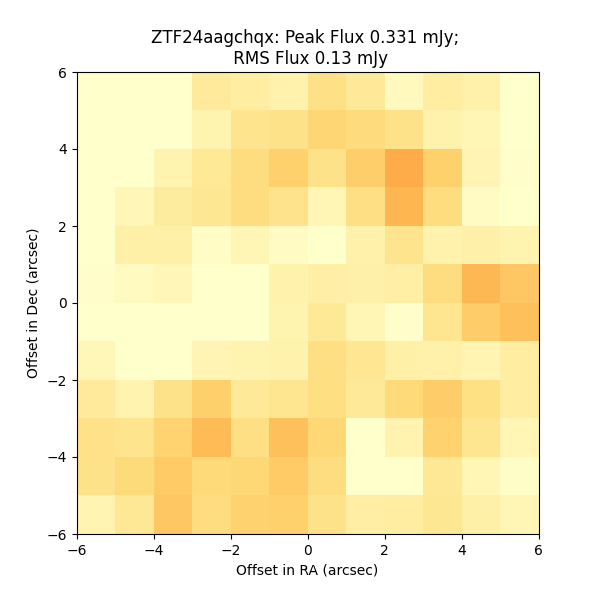 ZTF24aagchqx: Peak Flux 0.331 mJy;
RMS Flux 0.13 mJy
6
4
2
0
−2
−4
−6
Offset in Dec (arcsec)
−6 −4 −2 0 2 4 6
Offset in RA (arcsec)